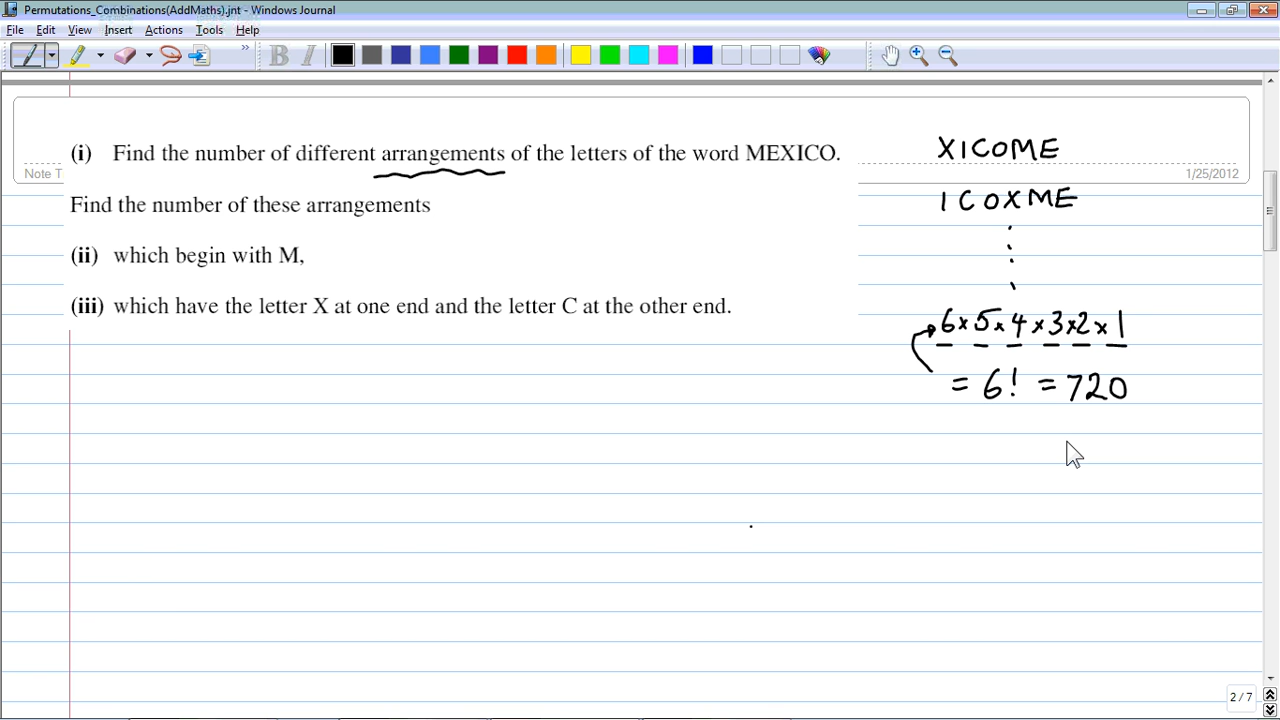 Permutations_Combinations(AddMaths).jnt - Windows Journal
File Edit View Insert Actions Tools Help
B I
(i) Find the number of different arrangements of the letters of the word MEXICO.
XICOME
Note T
1/25/2012
Find the number of these arrangements
ICOXME
(ii) which begin with M,
(iii) which have the letter X at one end and the letter C at the other end.
6×5×4×3×2×1
= 6! = 720
2 / 7